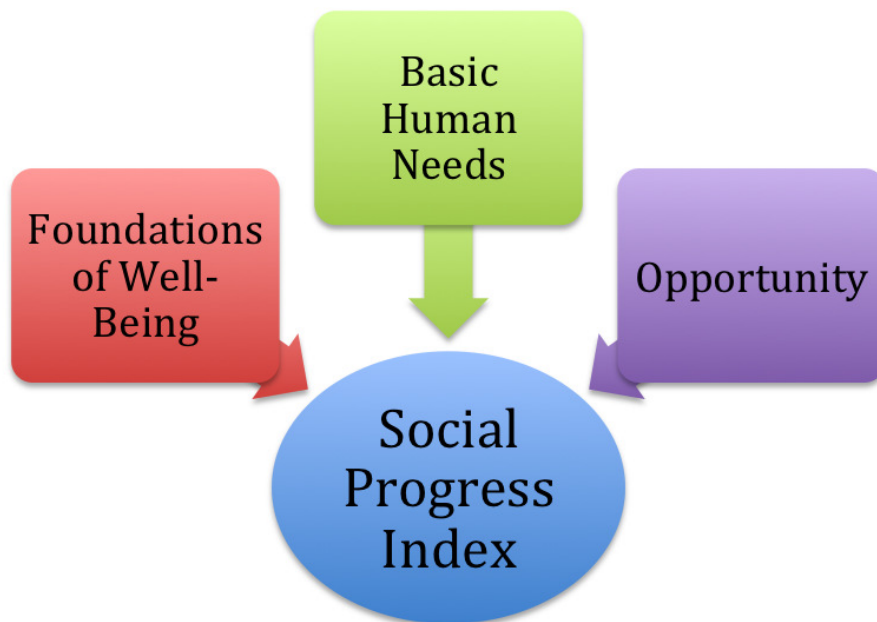 Basic
Human
Needs
Foundations
of Well-
Being
Opportunity
Social
Progress
Index